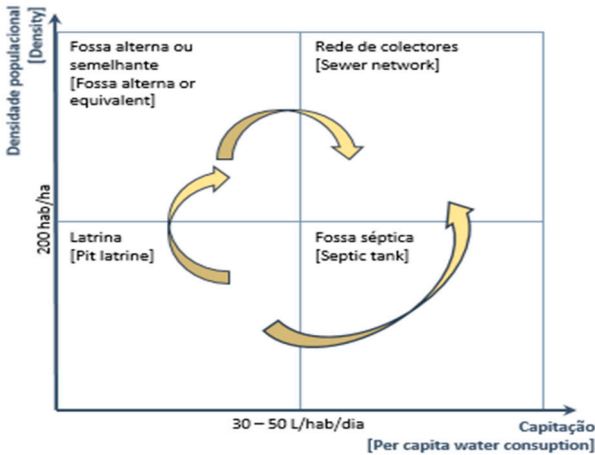 Densidade populacional
[Density]
Fossa alterna ou
semelhante
[Fossa alterna or
equivalent]
Rede de colectores
[Sewer network]
200 hab/ha
Latrina
[Pit latrine]
Fossa séptica
[Septic tank]
30 – 50 L/hab/dia
Capitação
[Per capita water consuption]